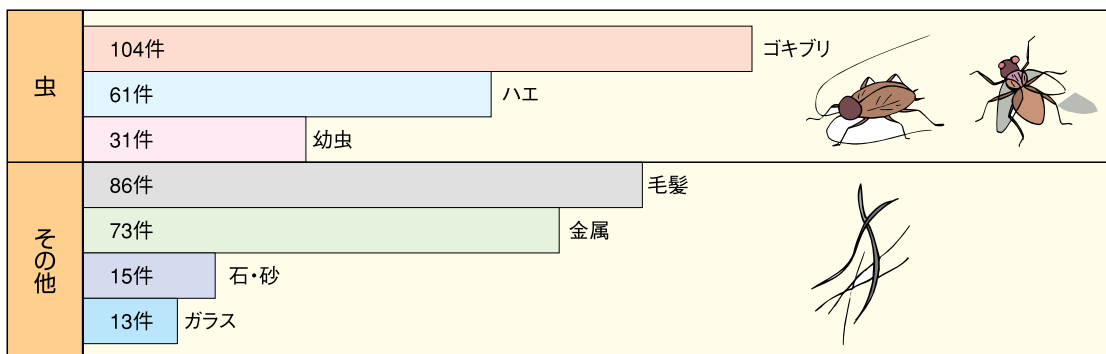 虫
104件 ゴキブリ
61件 ハエ
31件 幼虫
その他
86件 毛髪
73件 金属
15件 石・砂
13件 ガラス